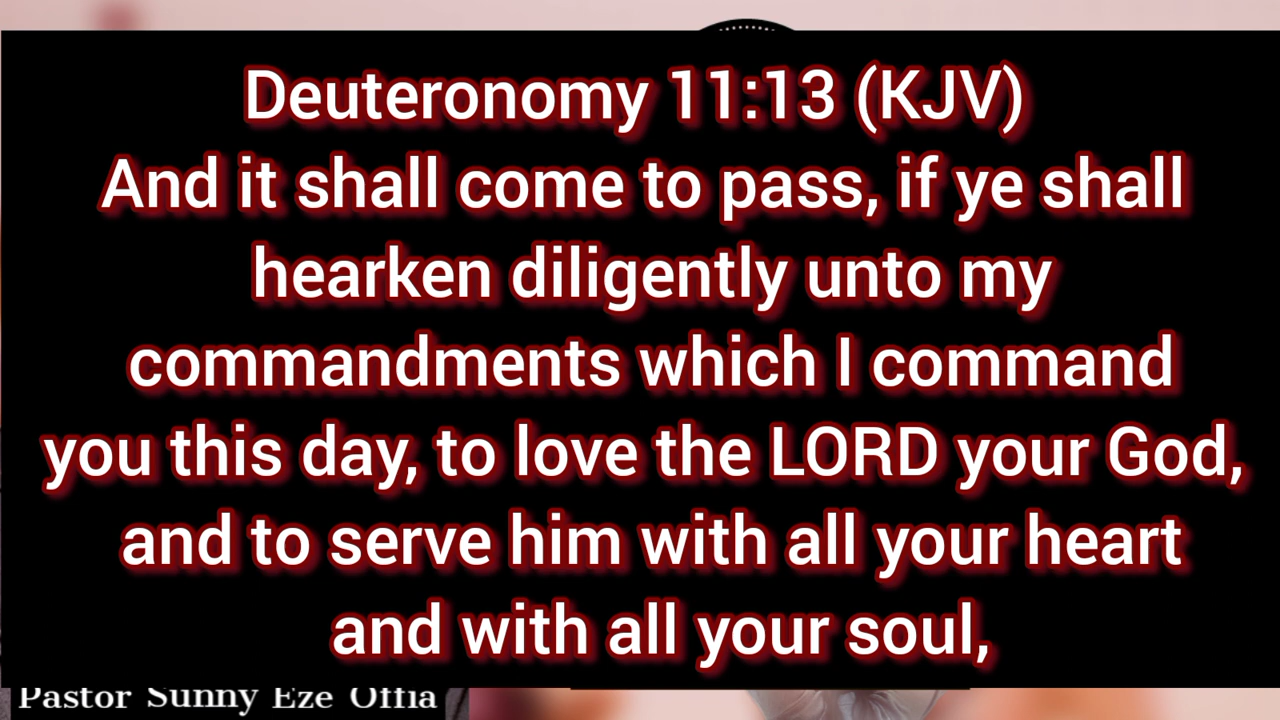 Deuteronomy 11:13 (KJV)
And it shall come to pass, if ye shall
hearken diligently unto my
commandments which I command
you this day, to love the LORD your God,
and to serve him with all your heart
and with all your soul,
Pastor Sunny Eze Offia